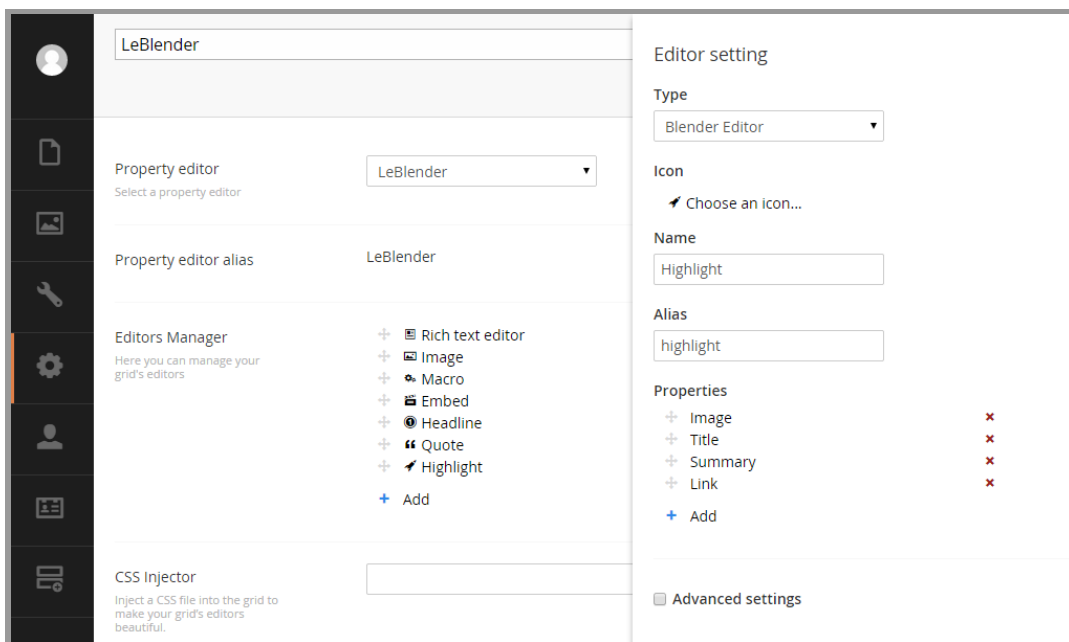 LeBlender
Property editor
Select a property editor
LeBlender
Property editor alias
LeBlender
Editors Manager
Here you can manage your
grid's editors
Rich text editor
Image
Macro
Embed
Headline
Quote
Highlight
+ Add
CSS Injector
Inject a CSS file into the grid to
make your grid's editors
beautiful.
Editor setting
Type
Blender Editor
Icon
Choose an icon...
Name
Highlight
Alias
highlight
Properties
Image
Title
Summary
Link
+ Add
Advanced settings